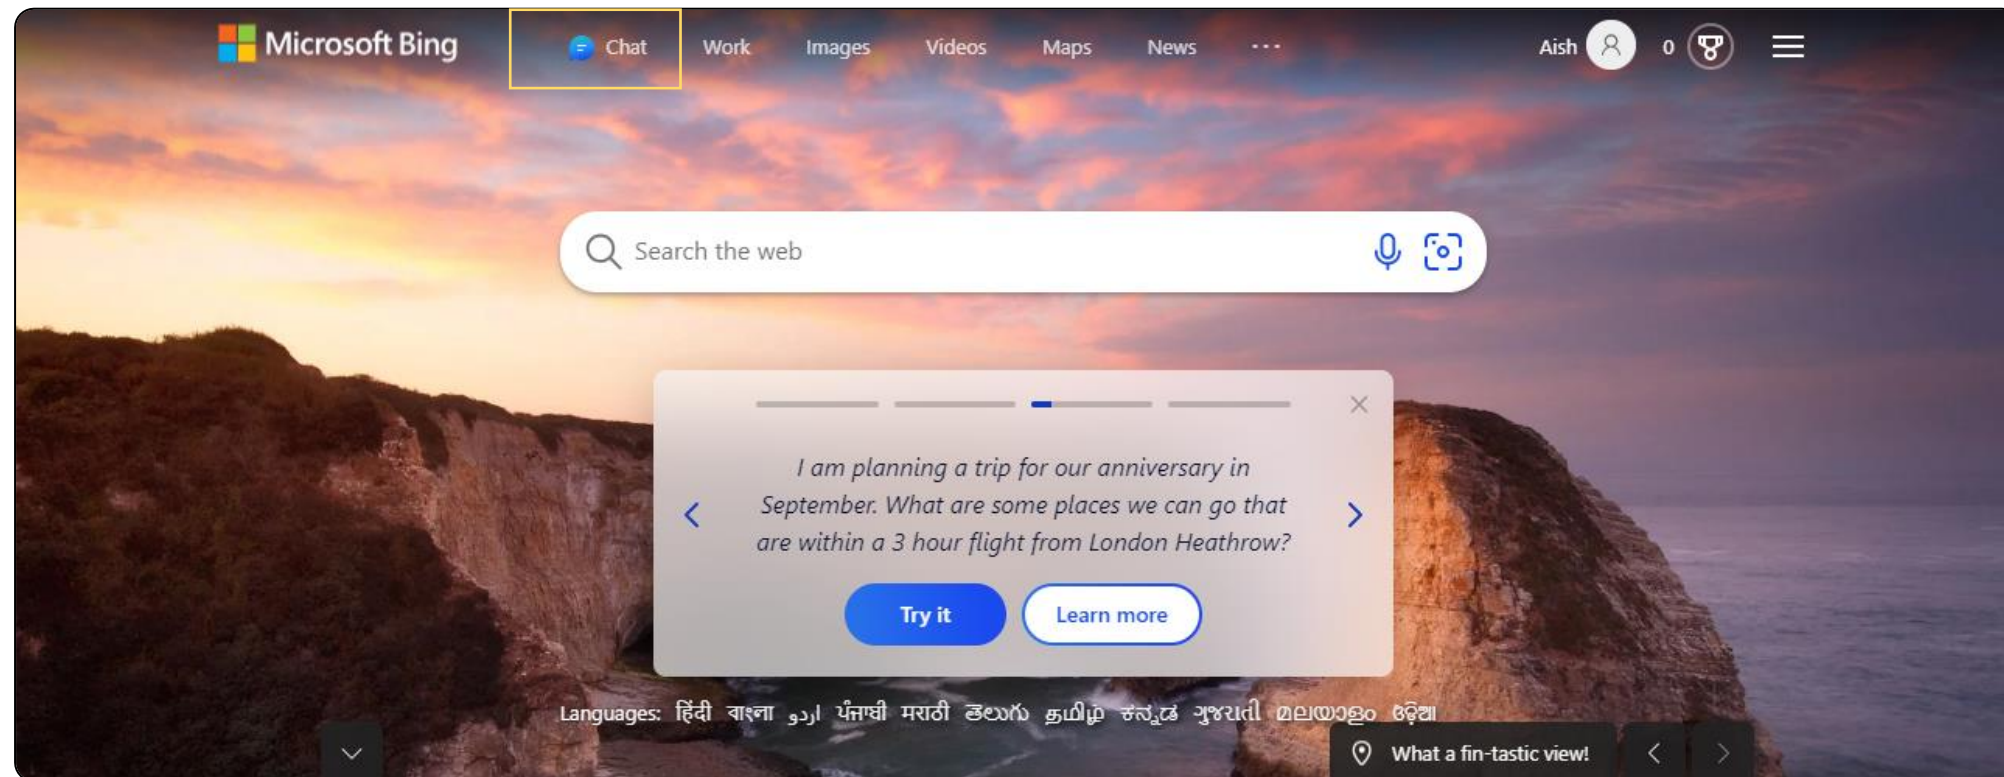 Microsoft Bing Chat Work Images Videos Maps News ... Aish 0
Search the web
I am planning a trip for our anniversary in
September. What are some places we can go that
are within a 3 hour flight from London Heathrow?
Try it Learn more
Languages: हिंदी বাংলা اردو ਪੰਜਾਬੀ मराठी తెలుగు தமிழ் ಕನ್ನಡ ગુજરાતી മലയാളം ଓଡ଼ିଆ
What a fin-tastic view!